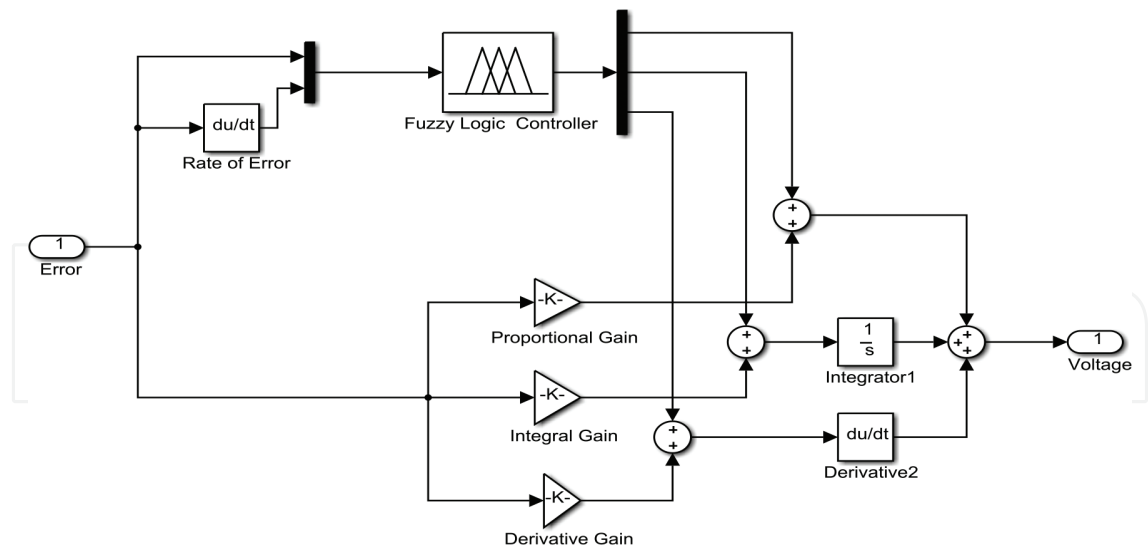 du/dt
Rate of Error
Fuzzy Logic Controller
1
Error
+
+
-K-
Proportional Gain
-K-
Integral Gain
-K-
Derivative Gain
+
+
+
+
1
s
Integrator1
du/dt
Derivative2
+
+
+
1
Voltage